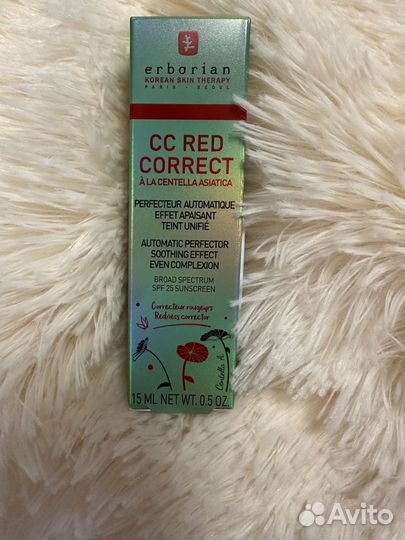 erborian
KOREAN SKIN THERAPY
PARIS - SEOUL
CC RED
CORRECT
À LA CENTELLA ASIATICA
PERFECTEUR AUTOMATIQUE
EFFET APAISANT
TEINT UNIFIÉ
AUTOMATIC PERFECTOR
SOOTHING EFFECT
EVEN COMPLEXION
BROAD SPECTRUM
SPF 25 SUNSCREEN
Correcteur rougeurs
Redness corrector
Centella A.
15 ML NET WT. 0.5 OZ.
Avito